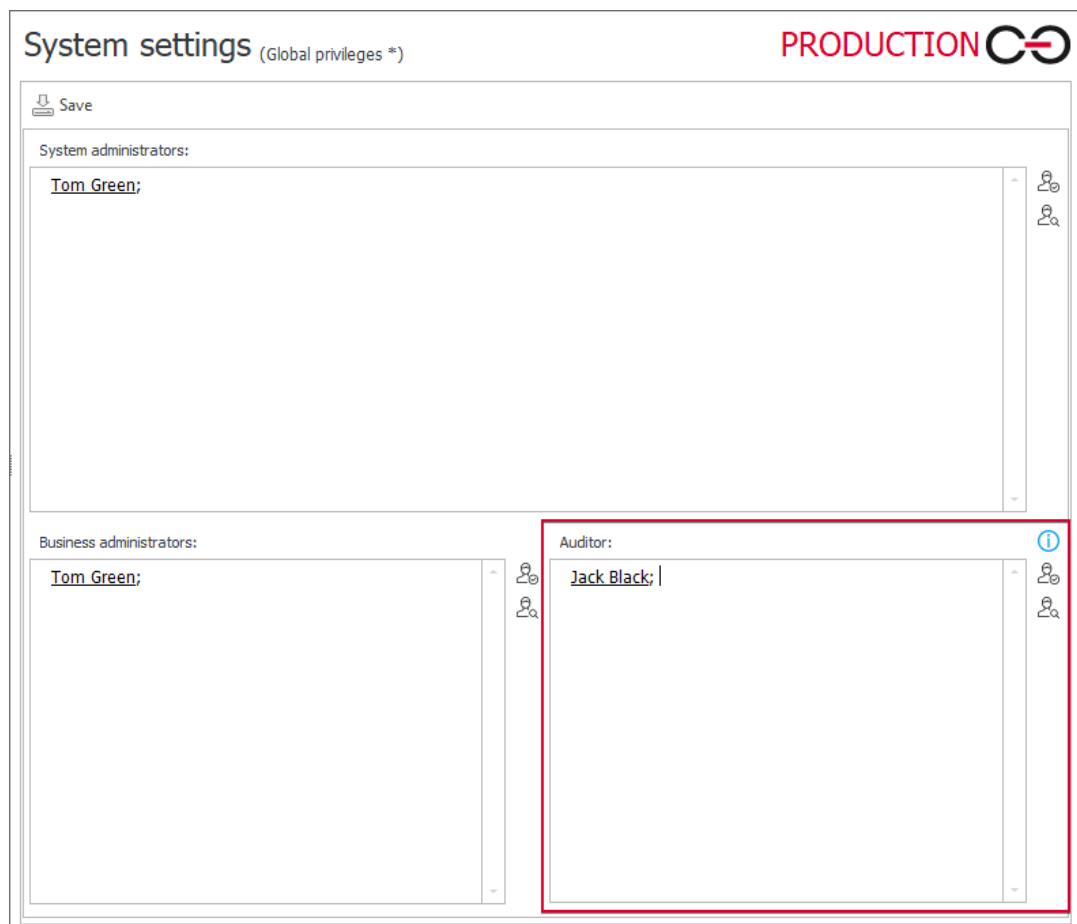 System settings (Global privileges *)
PRODUCTION
Save
System administrators:
Tom Green;
Business administrators:
Tom Green;
Auditor:
Jack Black;